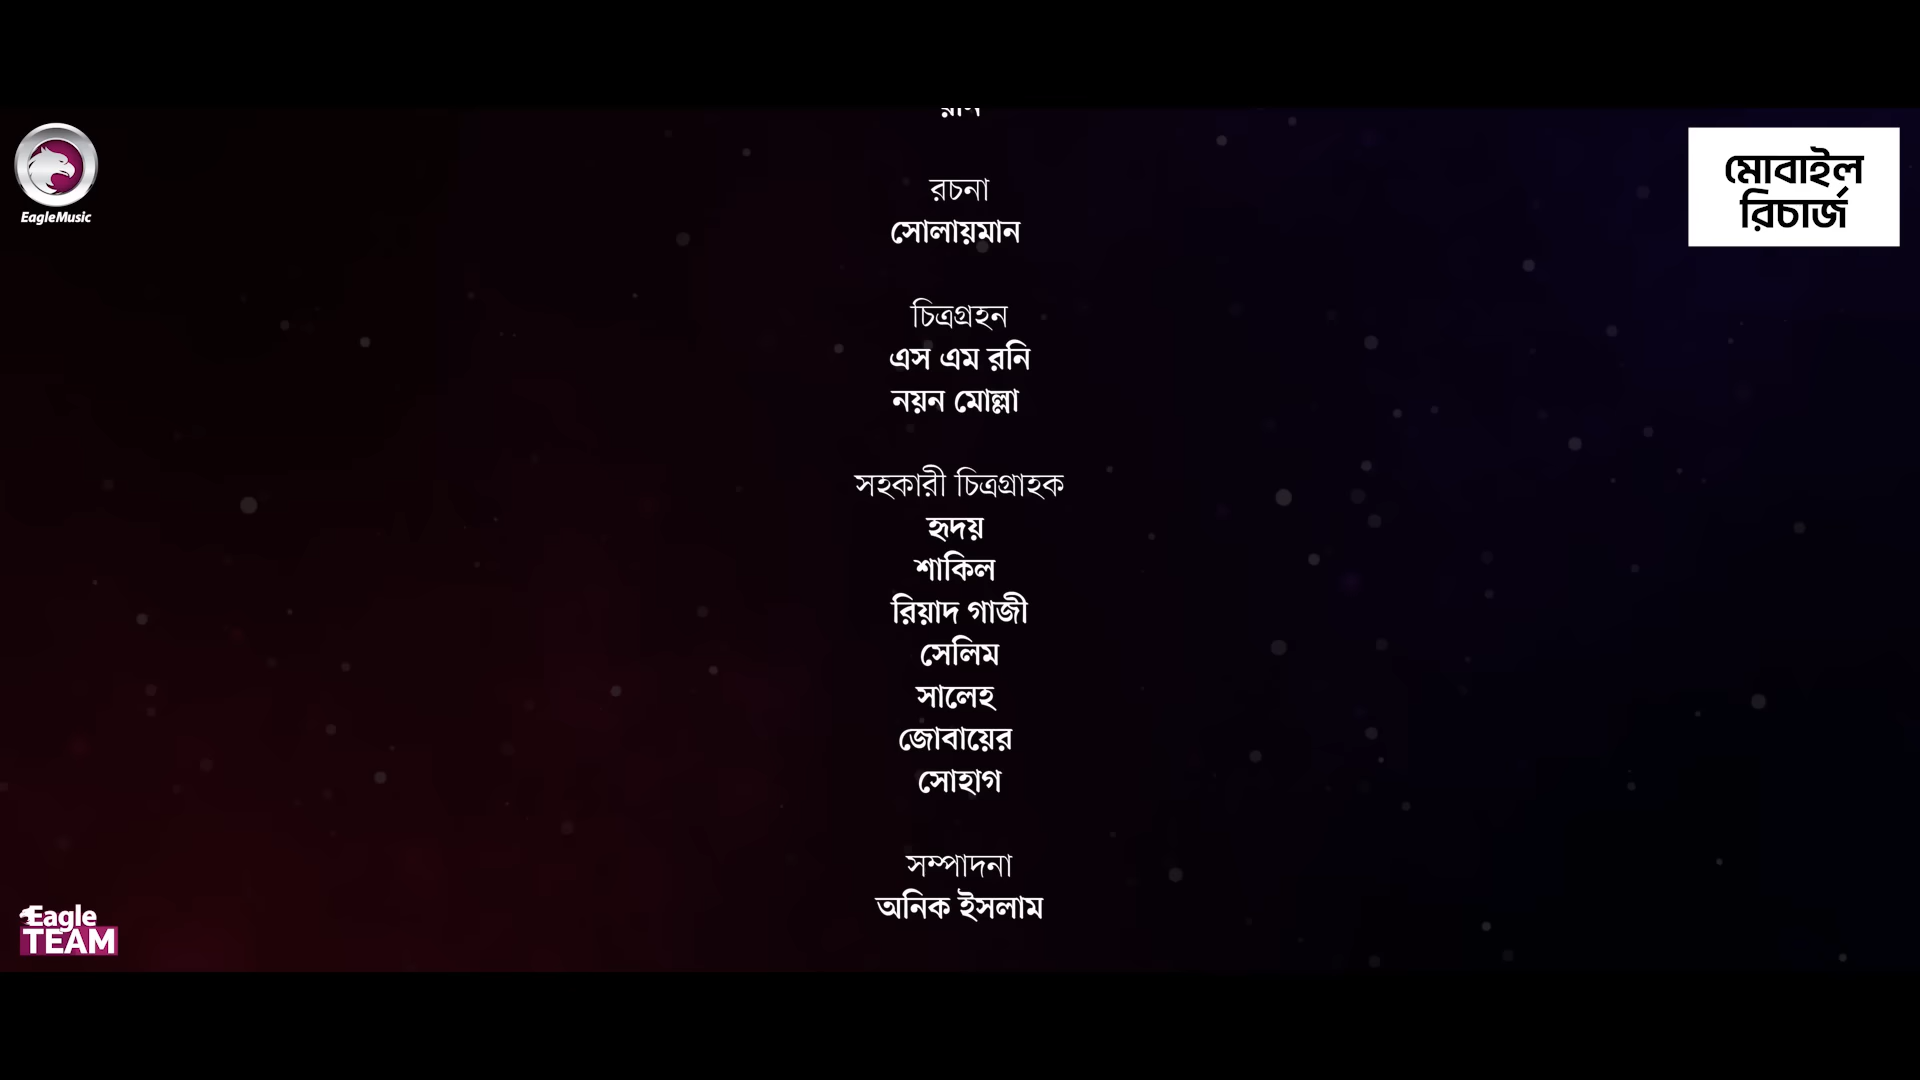 EagleMusic
মোবাইল
রিচার্জ
রচনা
সোলায়মান
চিত্রগ্রহন
এস এম রনি
নয়ন মোল্লা
সহকারী চিত্রগ্রাহক
হৃদয়
শাকিল
রিয়াদ গাজী
সেলিম
সালেহ
জোবায়ের
সোহাগ
সম্পাদনা
অনিক ইসলাম
Eagle
TEAM